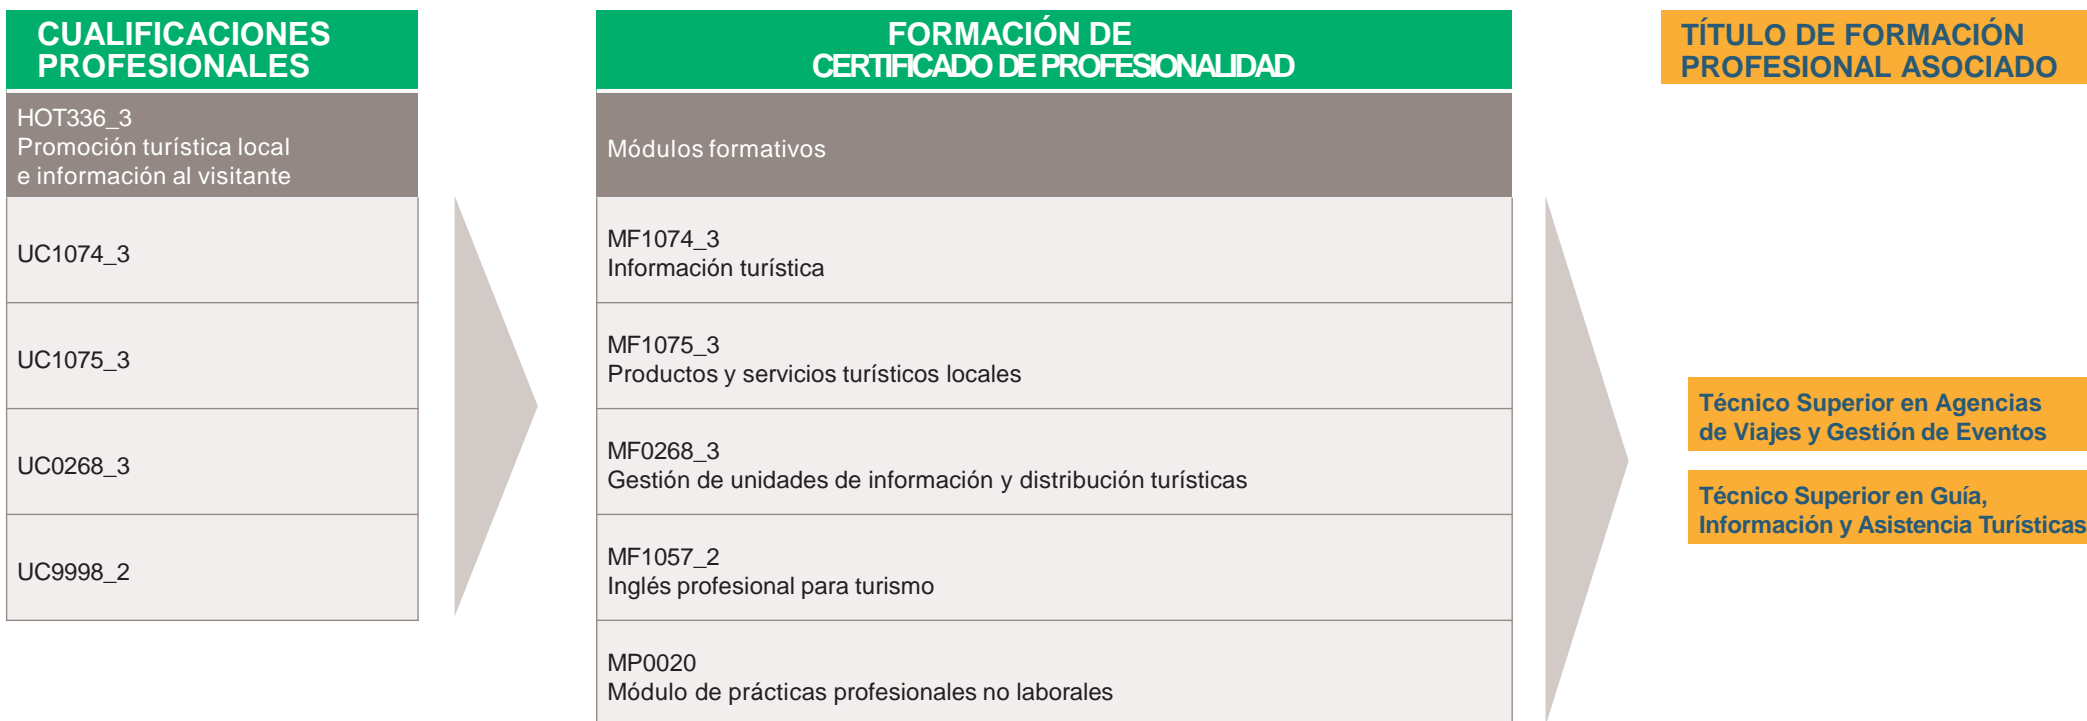 CUALIFICACIONES
PROFESIONALES
HOT336_3
Promoción turística local
e información al visitante
UC1074_3
UC1075_3
UC0268_3
UC9998_2
FORMACIÓN DE
CERTIFICADO DE PROFESIONALIDAD
Módulos formativos
MF1074_3
Información turística
MF1075_3
Productos y servicios turísticos locales
MF0268_3
Gestión de unidades de información y distribución turísticas
MF1057_2
Inglés profesional para turismo
MP0020
Módulo de prácticas profesionales no laborales
TÍTULO DE FORMACIÓN
PROFESIONAL ASOCIADO
Técnico Superior en Agencias
de Viajes y Gestión de Eventos
Técnico Superior en Guía,
Información y Asistencia Turísticas